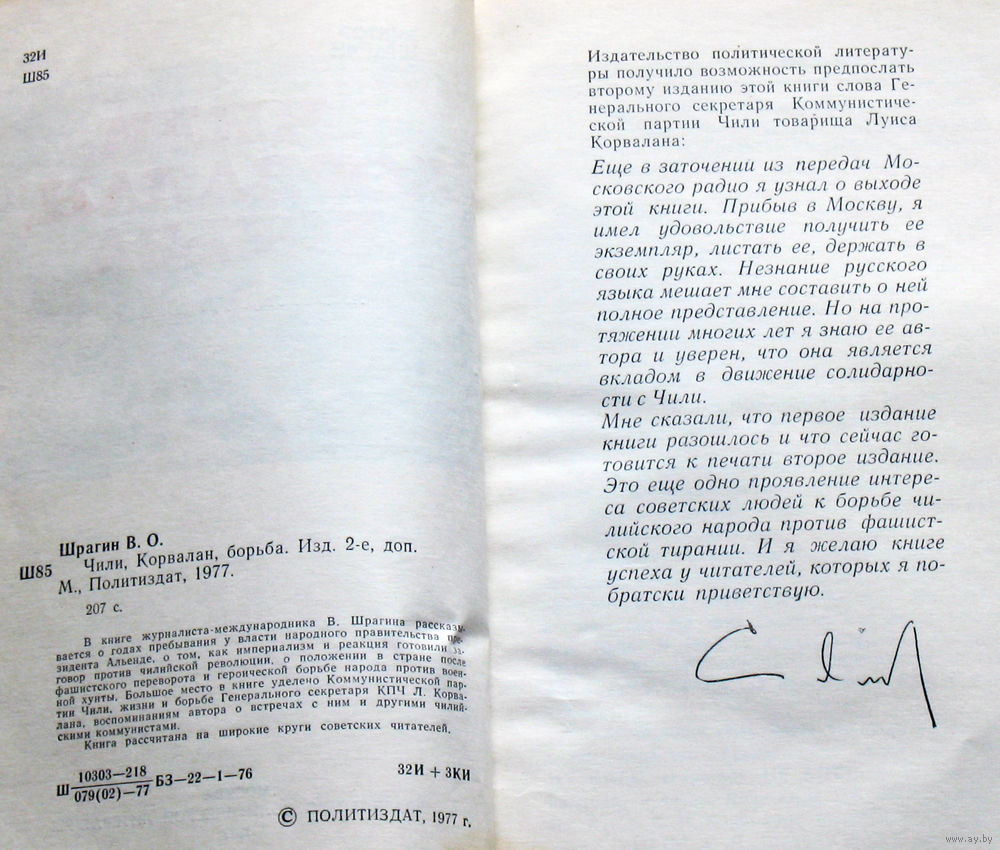 32И
Ш85
Шрагин В. О.
Ш85 Чили, Корвалан, борьба. Изд. 2-е, доп.
М., Политиздат, 1977.
207 с.
В книге журналиста-международника В. Шрагина рассказы-
вается о годах пребывания у власти народного правительства пре-
зидента Альенде, о том, как империализм и реакция готовили за-
говор против чилийской революции, о положении в стране после
фашистского переворота и героической борьбе народа против воен-
ной хунты. Большое место в книге уделено Коммунистической пар-
тии Чили, жизни и борьбе Генерального секретаря КПЧ Л. Корва-
лана, воспоминаниям автора о встречах с ним и другими чилий-
скими коммунистами.
Книга рассчитана на широкие круги советских читателей.
Ш 10303—218
079(02)—77 БЗ—22—1—76
32И + 3КИ
© ПОЛИТИЗДАТ, 1977 г.
Издательство политической литерату-
ры получило возможность предпослать
второму изданию этой книги слова Ге-
нерального секретаря Коммунистиче-
ской партии Чили товарища Луиса
Корвалана:
Еще в заточении из передач Мо-
сковского радио я узнал о выходе
этой книги. Прибыв в Москву, я
имел удовольствие получить ее
экземпляр, листать ее, держать в
своих руках. Незнание русского
языка мешает мне составить о ней
полное представление. Но на про-
тяжении многих лет я знаю ее ав-
тора и уверен, что она является
вкладом в движение солидарно-
сти с Чили.
Мне сказали, что первое издание
книги разошлось и что сейчас го-
товится к печати второе издание.
Это еще одно проявление интере-
са советских людей к борьбе чи-
лийского народа против фашист-
ской тирании. И я желаю книге
успеха у читателей, которых я по-
братски приветствую.
www.ay.by